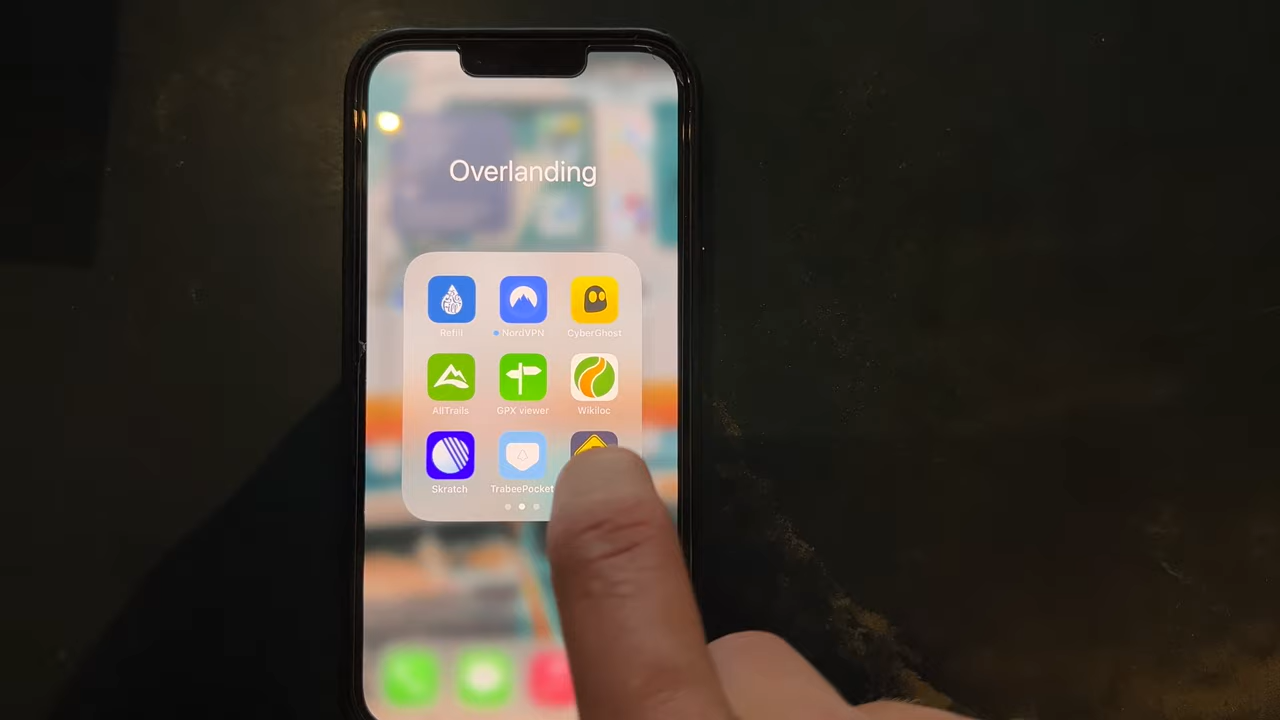 Overlanding
Refill NordVPN CyberGhost
AllTrails GPX viewer Wikiloc
Skratch TrabeePocket